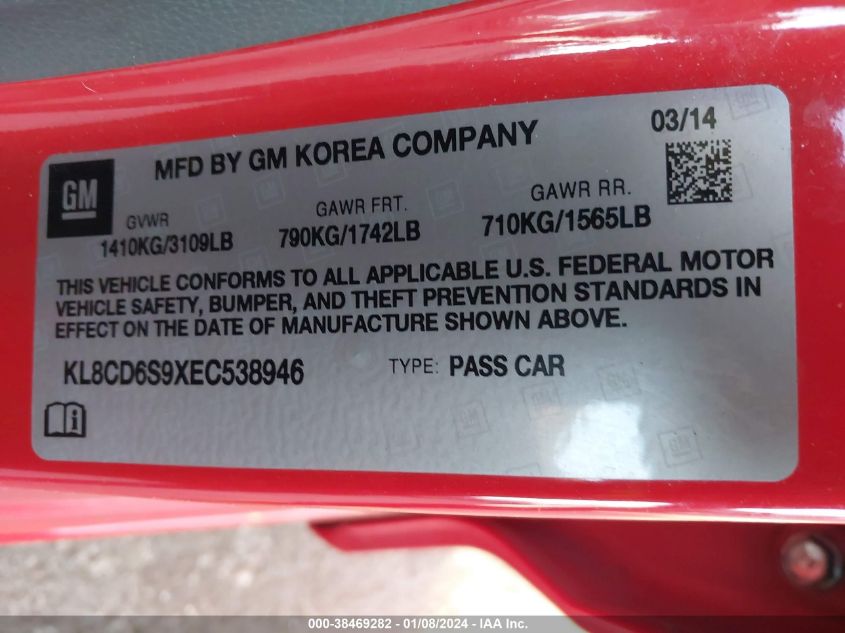 03/14
MFD BY GM KOREA COMPANY
GM
GVWR
1410KG/3109LB
GAWR FRT.
790KG/1742LB
GAWR RR.
710KG/1565LB
THIS VEHICLE CONFORMS TO ALL APPLICABLE U.S. FEDERAL MOTOR
VEHICLE SAFETY, BUMPER, AND THEFT PREVENTION STANDARDS IN
EFFECT ON THE DATE OF MANUFACTURE SHOWN ABOVE.
KL8CD6S9XEC538946
TYPE: PASS CAR
000-38469282 - 01/08/2024 - IAA Inc.